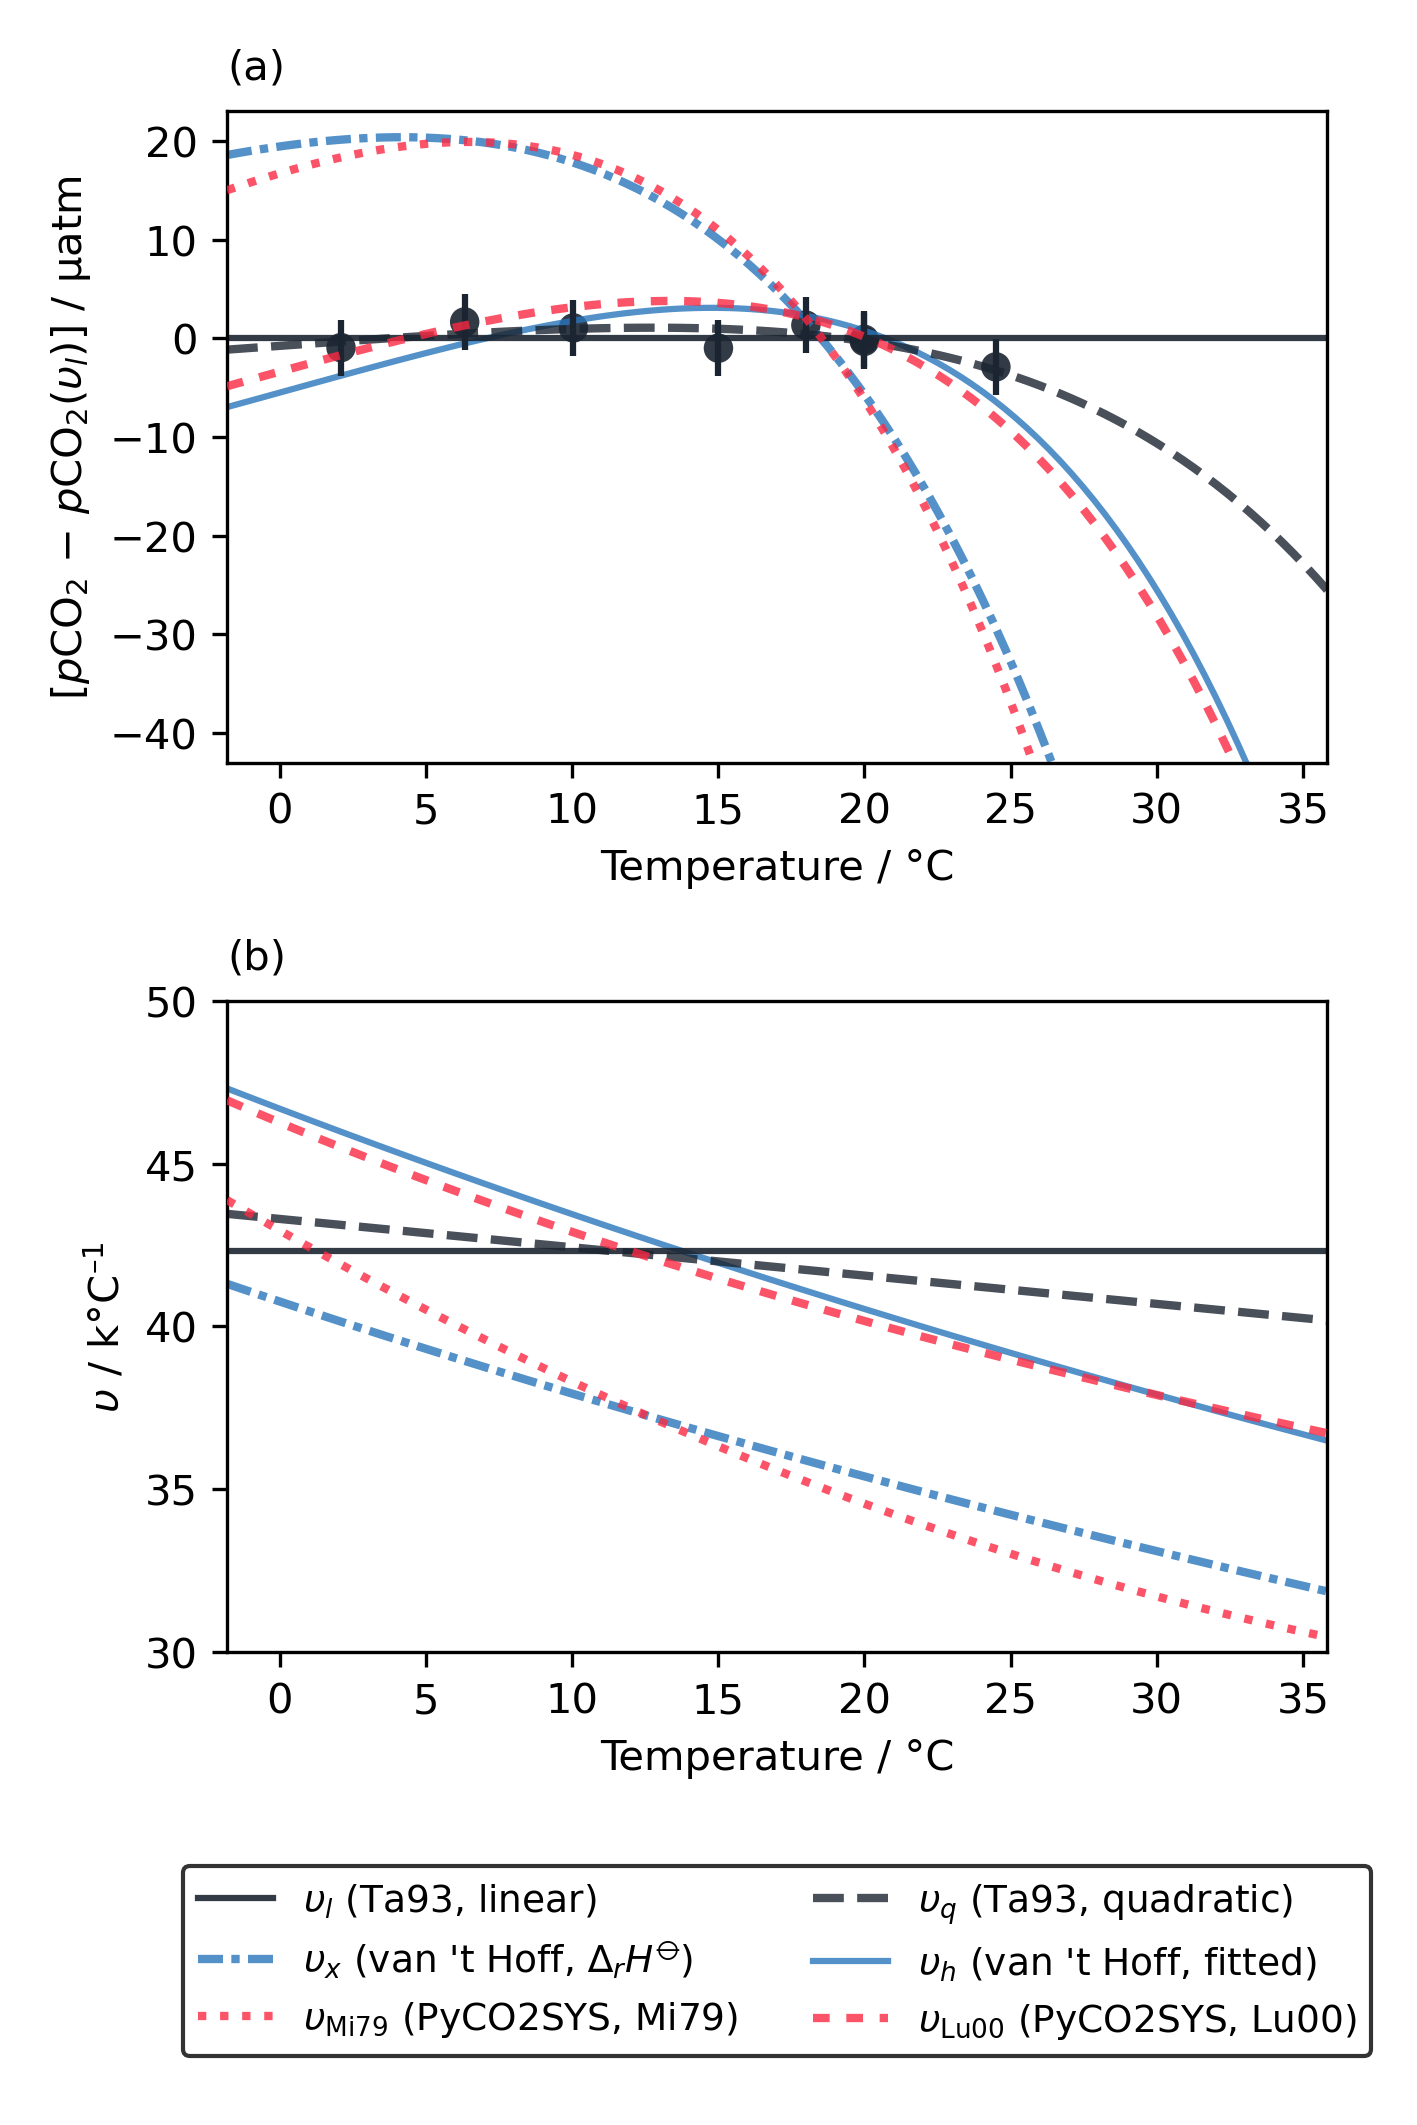 (a)
[pCO₂ − pCO₂(υₗ)] / µatm
20
10
0
−10
−20
−30
−40
0 5 10 15 20 25 30 35
Temperature / °C
(b)
υ / k°C⁻¹
50
45
40
35
30
0 5 10 15 20 25 30 35
Temperature / °C
υₗ (Ta93, linear)
υₓ (van 't Hoff, ΔᵣH⊖)
υMi79 (PyCO2SYS, Mi79)
υq (Ta93, quadratic)
υₕ (van 't Hoff, fitted)
υLu00 (PyCO2SYS, Lu00)